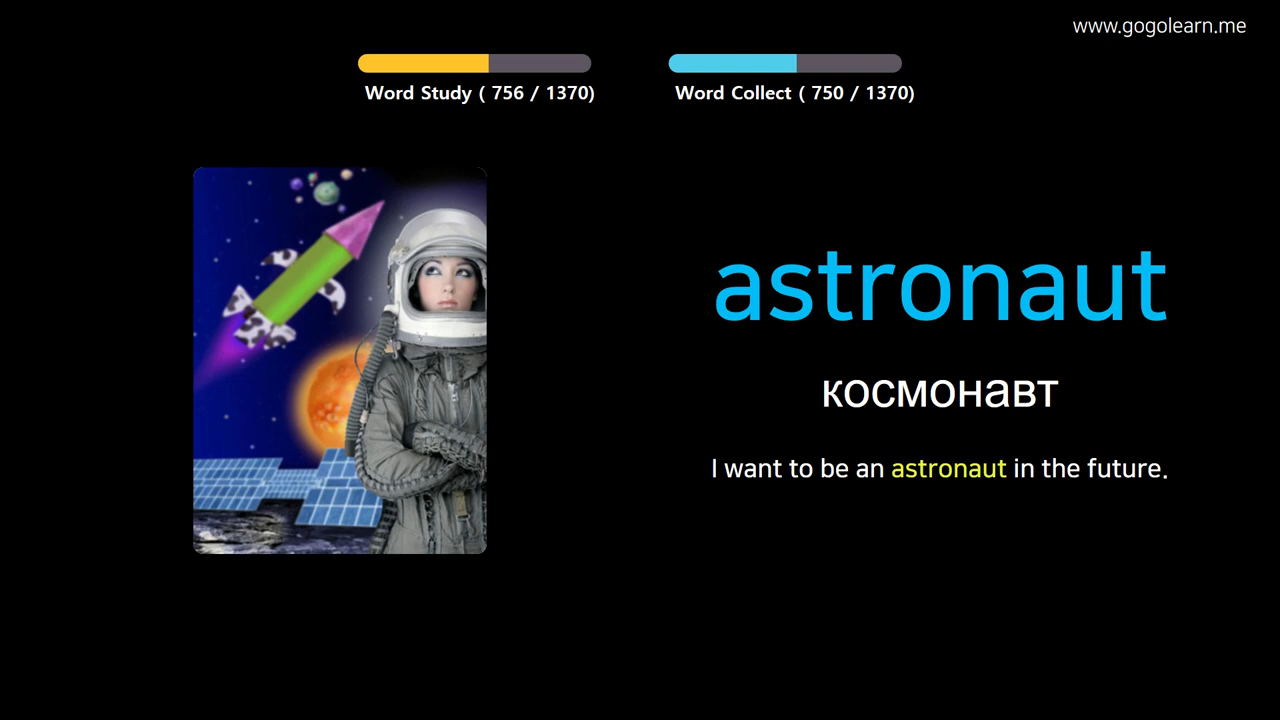 www.gogolearn.me
Word Study ( 756 / 1370)
Word Collect ( 750 / 1370)
astronaut
космонавт
I want to be an astronaut in the future.